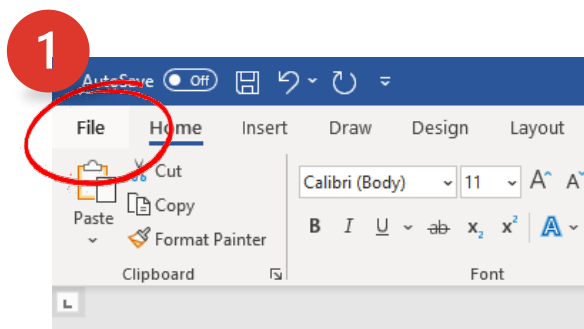 1
AutoSave Off
File Home Insert Draw Design Layout
Cut
Calibri (Body) 11 A A
Paste Copy
B I U ab x2 x2 A
Format Painter
Clipboard Font
L